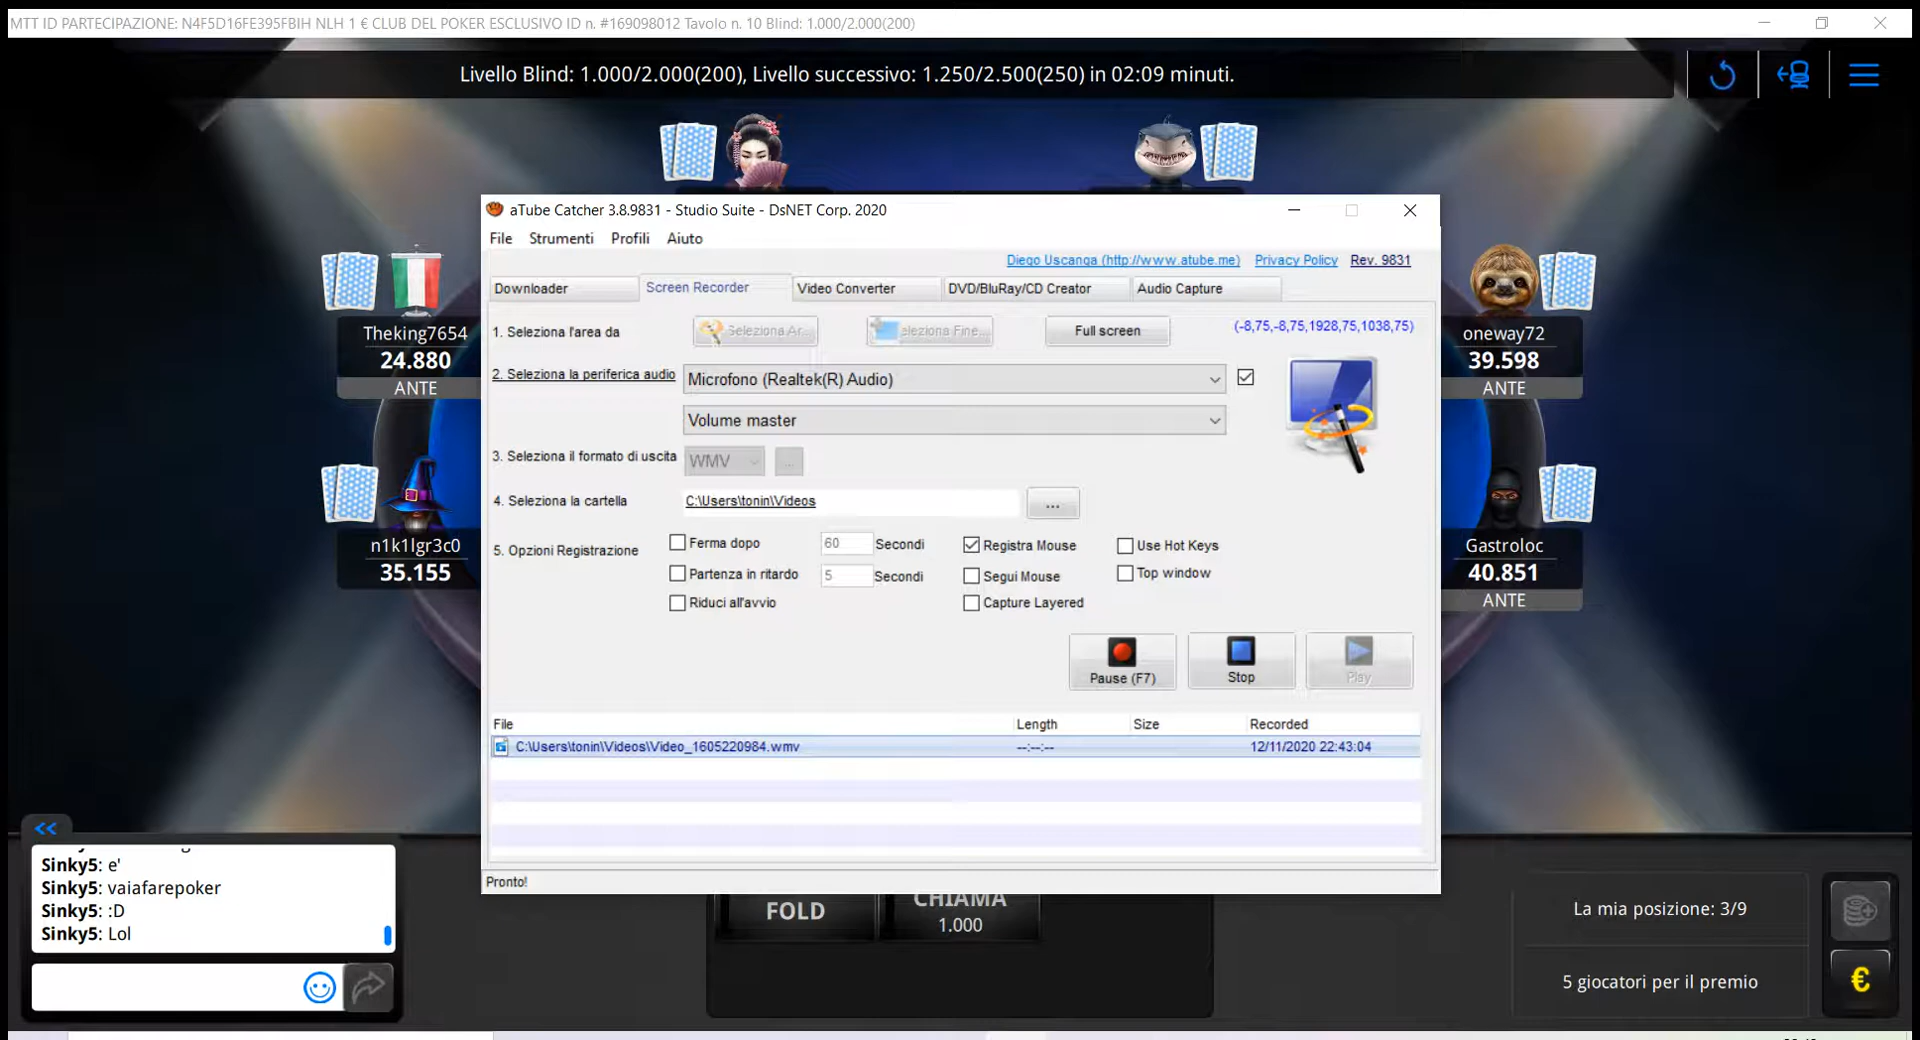 MTT ID PARTECIPAZIONE: N4F5D16FE395FBIH NLH 1 € CLUB DEL POKER ESCLUSIVO ID n. #169098012 Tavolo n. 10 Blind: 1.000/2.000(200)
Livello Blind: 1.000/2.000(200), Livello successivo: 1.250/2.500(250) in 02:09 minuti.
aTube Catcher 3.8.9831 - Studio Suite - DsNET Corp. 2020
File Strumenti Profili Aiuto
Diego Uscanga (http://www.atube.me) Privacy Policy Rev. 9831
Downloader Screen Recorder Video Converter DVD/BluRay/CD Creator Audio Capture
1. Seleziona l'area da Seleziona Ar... eleziona Fine... Full screen (-8,75,-8,75,1928,75,1038,75)
2. Seleziona la periferica audio Microfono (Realtek(R) Audio)
Volume master
3. Seleziona il formato di uscita WMV ...
4. Seleziona la cartella C:\Users\tonin\Videos ...
5. Opzioni Registrazione
Ferma dopo 60 Secondi Registra Mouse Use Hot Keys
Partenza in ritardo 5 Secondi Segui Mouse Top window
Riduci all'avvio Capture Layered
Pause (F7) Stop Play
File Length Size Recorded
C:\Users\tonin\Videos\Video_1605220984.wmv --:--:-- 12/11/2020 22:43:04
Pronto!
Theking7654
24.880
ANTE
n1k1lgr3c0
35.155
oneway72
39.598
ANTE
Gastroloc
40.851
ANTE
<<
Sinky5: e'
Sinky5: vaiafarepoker
Sinky5: :D
Sinky5: Lol
FOLD
CHIAMA
1.000
La mia posizione: 3/9
5 giocatori per il premio
€